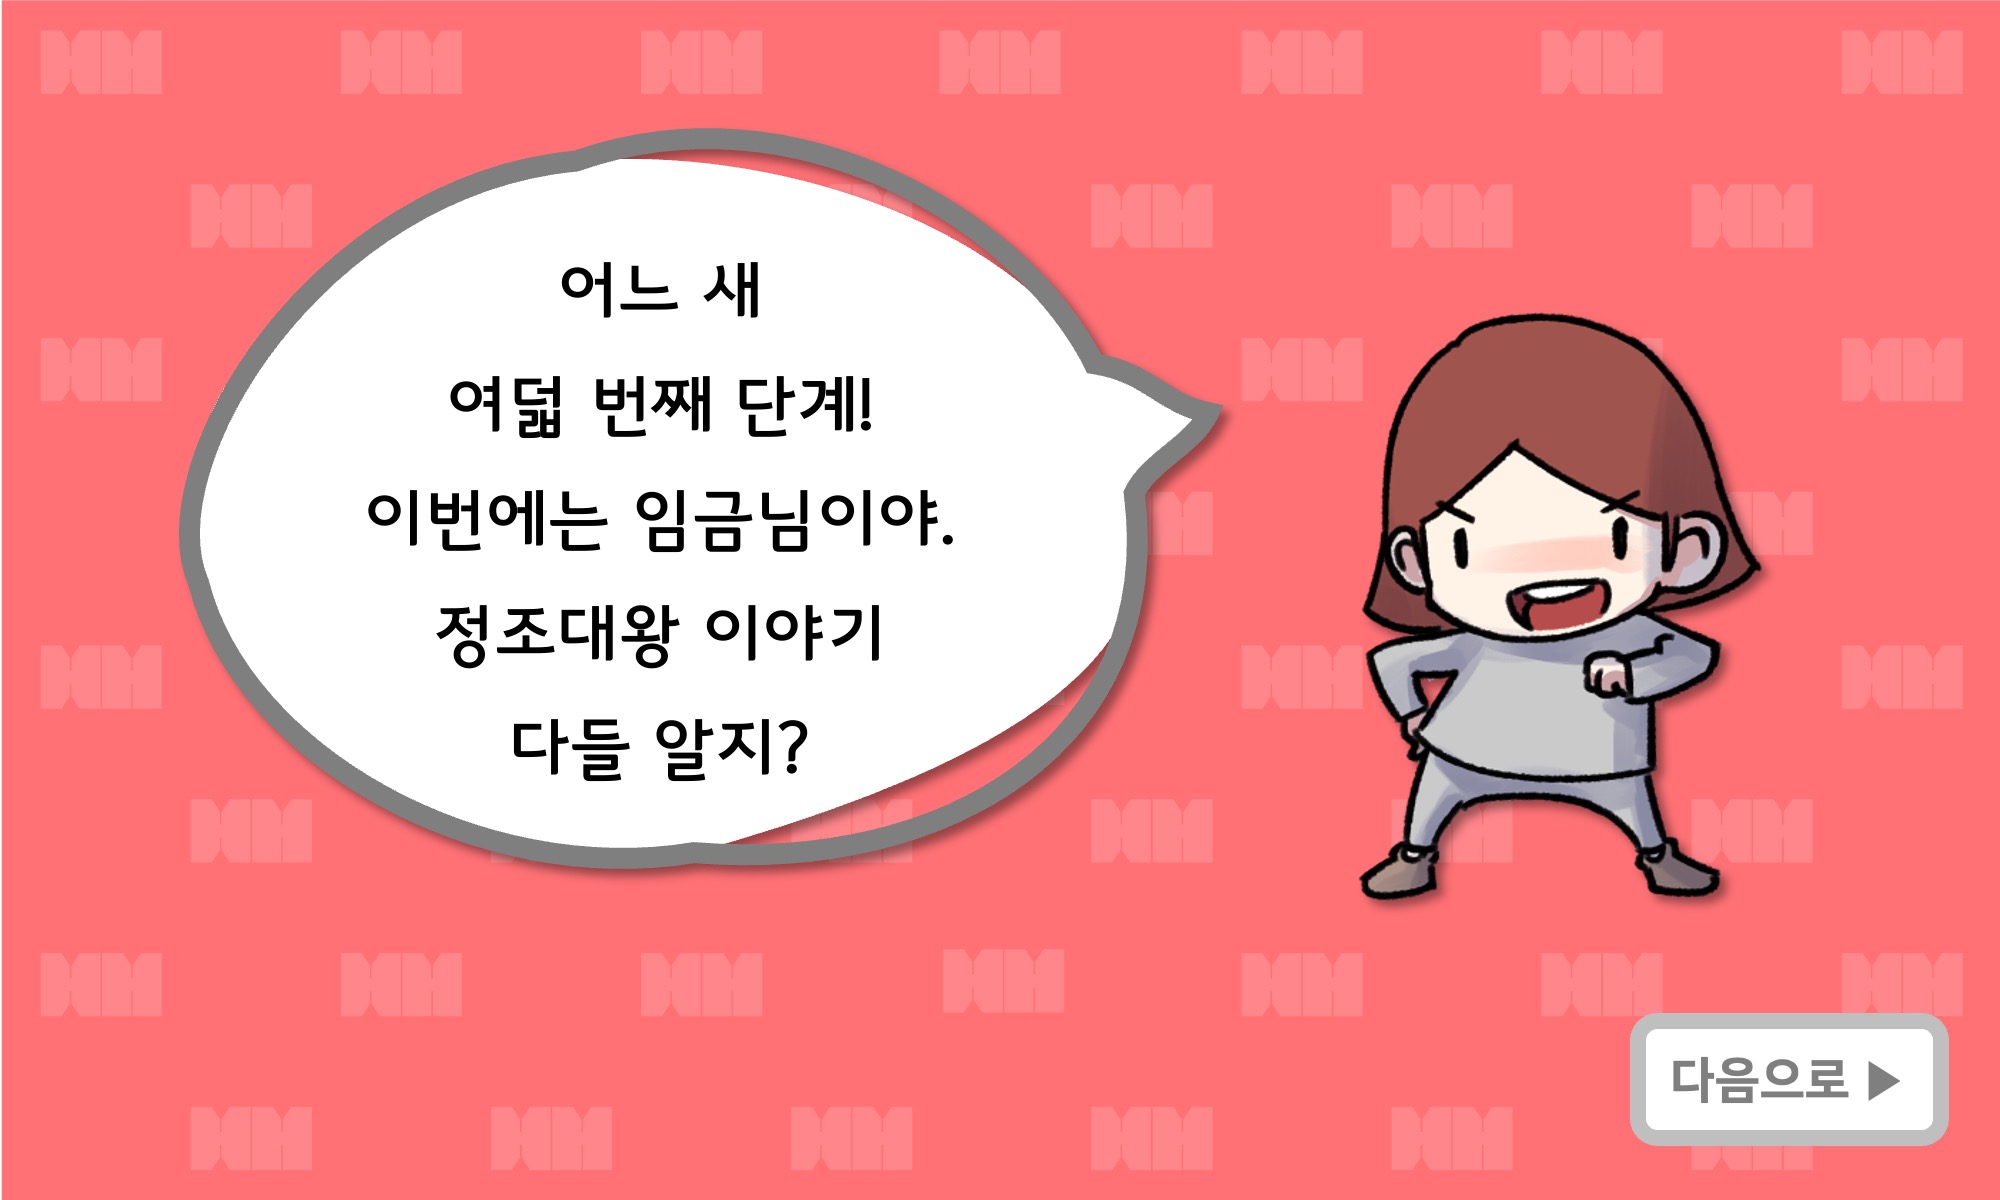 어느 새
여덟 번째 단계!
이번에는 임금님이야.
정조대왕 이야기
다들 알지?
다음으로 ▶